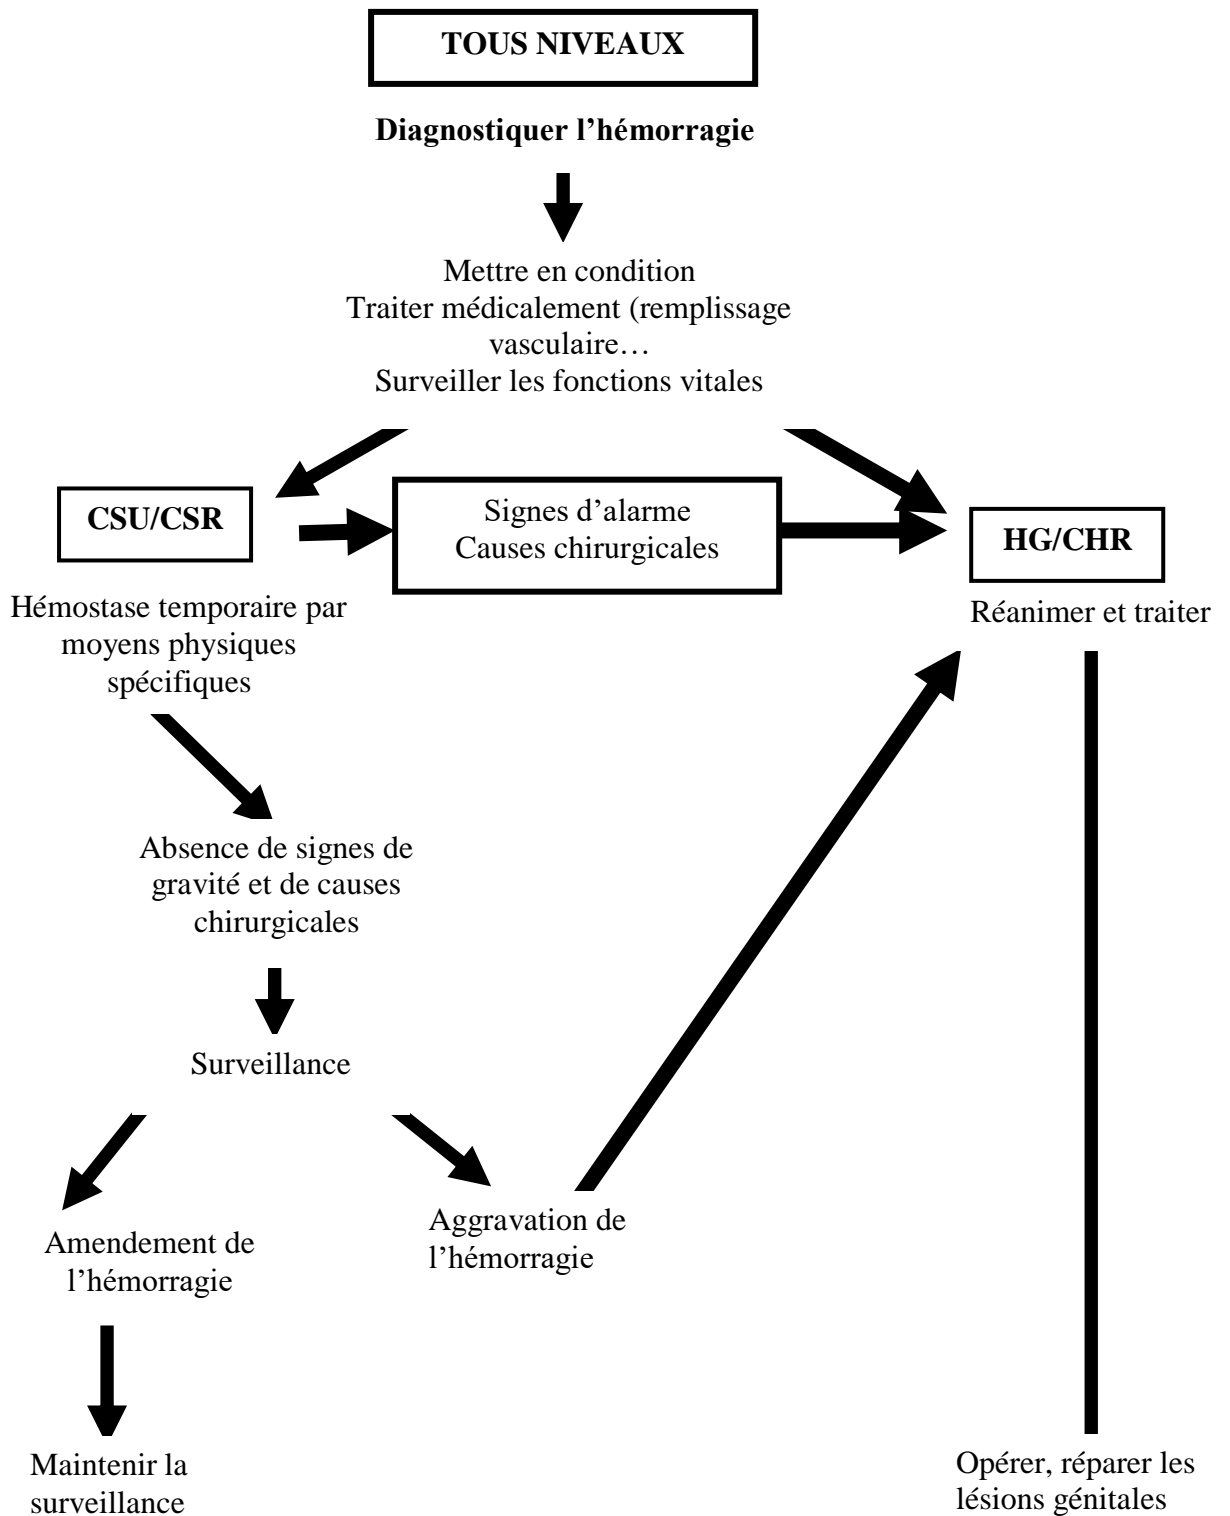 TOUS NIVEAUX
Diagnostiquer l’hémorragie
Mettre en condition
Traiter médicalement (remplissage
vasculaire…
Surveiller les fonctions vitales
CSU/CSR
Signes d’alarme
Causes chirurgicales
HG/CHR
Hémostase temporaire par
moyens physiques
spécifiques
Réanimer et traiter
Absence de signes de
gravité et de causes
chirurgicales
Surveillance
Amendement de
l’hémorragie
Aggravation de
l’hémorragie
Maintenir la
surveillance
Opérer, réparer les
lésions génitales